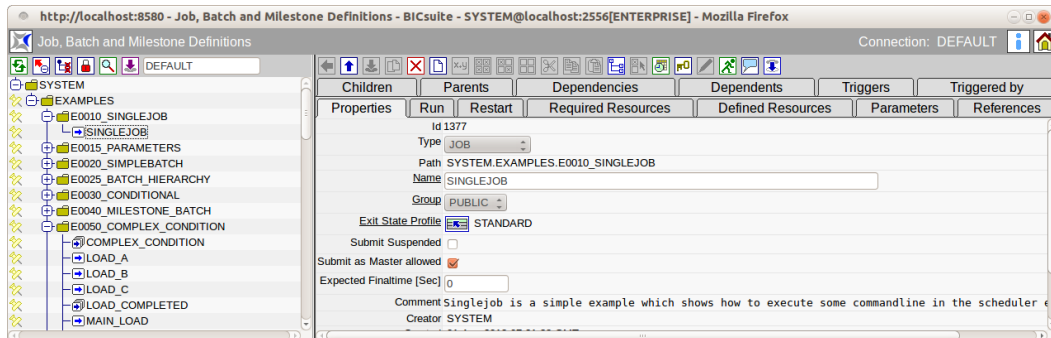 http://localhost:8580 - Job, Batch and Milestone Definitions - BICsuite - SYSTEM@localhost:2556[ENTERPRISE] - Mozilla Firefox
Job, Batch and Milestone Definitions
Connection: DEFAULT
DEFAULT
SYSTEM
EXAMPLES
E0010_SINGLEJOB
SINGLEJOB
E0015_PARAMETERS
E0020_SIMPLEBATCH
E0025_BATCH_HIERARCHY
E0030_CONDITIONAL
E0040_MILESTONE_BATCH
E0050_COMPLEX_CONDITION
COMPLEX_CONDITION
LOAD_A
LOAD_B
LOAD_C
LOAD_COMPLETED
MAIN_LOAD
Children Parents Dependencies Dependents Triggers Triggered by
Properties Run Restart Required Resources Defined Resources Parameters References
Id 1377
Type JOB
Path SYSTEM.EXAMPLES.E0010_SINGLEJOB
Name SINGLEJOB
Group PUBLIC
Exit State Profile STANDARD
Submit Suspended
Submit as Master allowed
Expected Finaltime [Sec] 0
Comment Singlejob is a simple example which shows how to execute some commandline in the scheduler
Creator SYSTEM